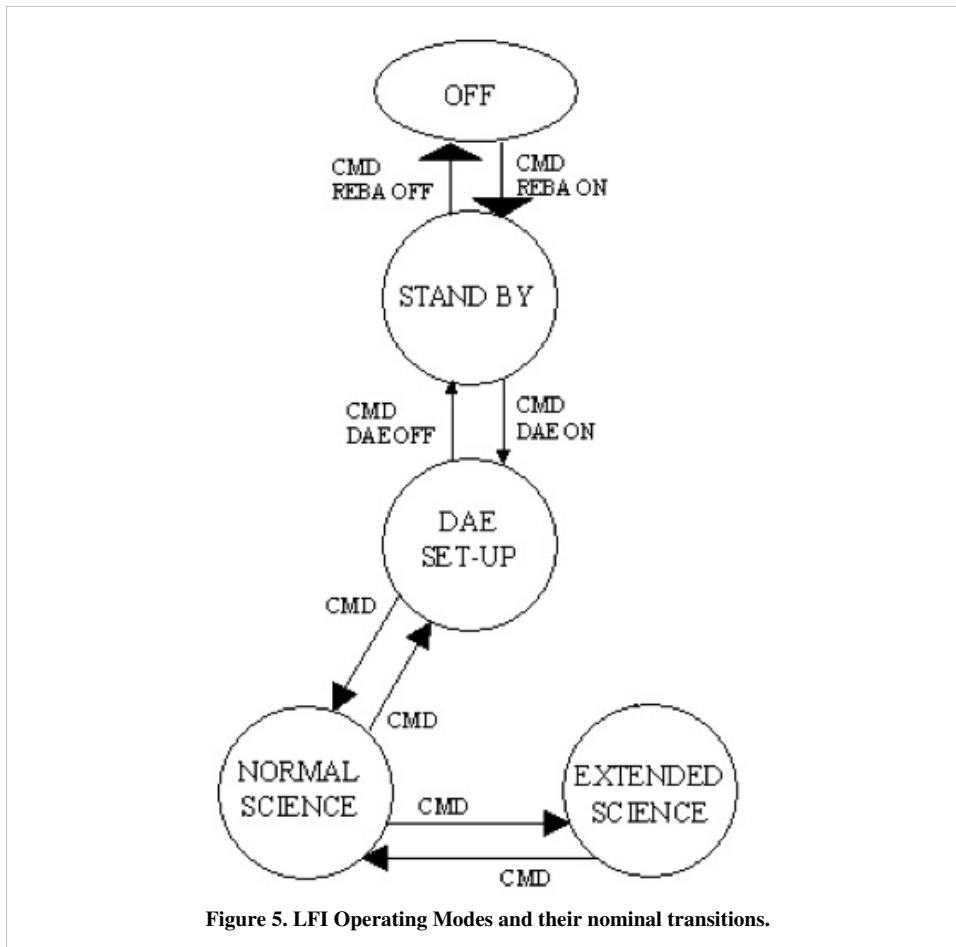 OFF
CMD
REBA OFF
CMD
REBA ON
STAND BY
CMD
DAE OFF
CMD
DAE ON
DAE
SET-UP
CMD
CMD
NORMAL
SCIENCE
CMD
EXTENDED
SCIENCE
CMD
Figure 5. LFI Operating Modes and their nominal transitions.